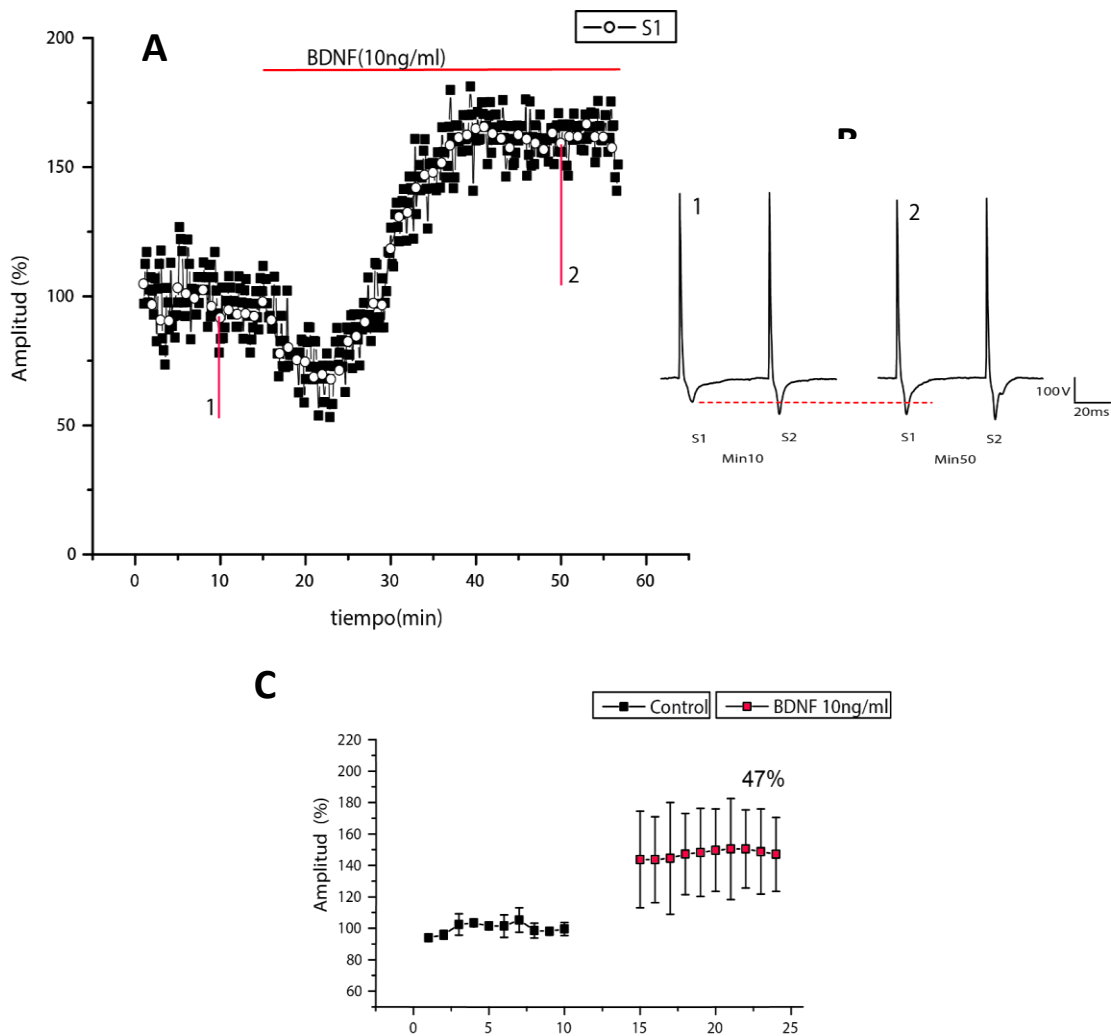 A
S1
BDNF(10ng/ml)
200
150
100
50
0
Amplitud (%)
1
2
0 10 20 30 40 50 60
tiempo(min)
1 2
100V
20ms
S1 S2 S1 S2
Min10 Min50
C
Control BDNF 10ng/ml
47%
220
200
180
160
140
120
100
80
60
Amplitud (%)
0 5 10 15 20 25